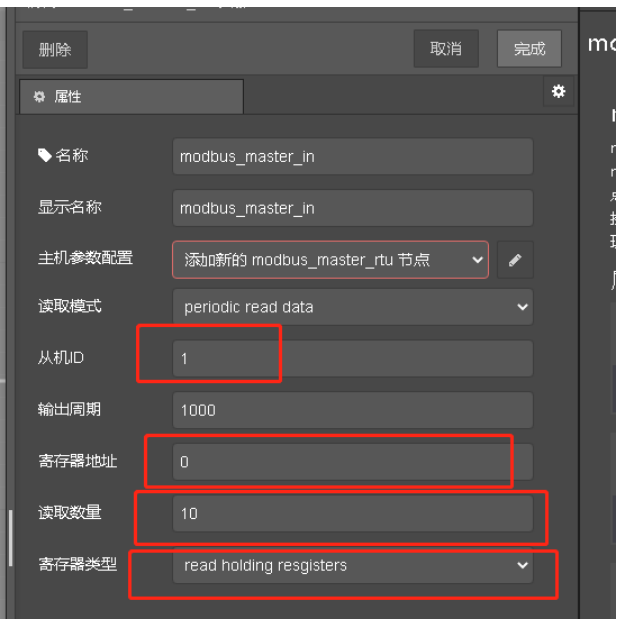 删除 取消 完成
属性
名称 modbus_master_in
显示名称 modbus_master_in
主机参数配置 添加新的 modbus_master_rtu 节点
读取模式 periodic read data
从机ID 1
输出周期 1000
寄存器地址 0
读取数量 10
寄存器类型 read holding resgisters